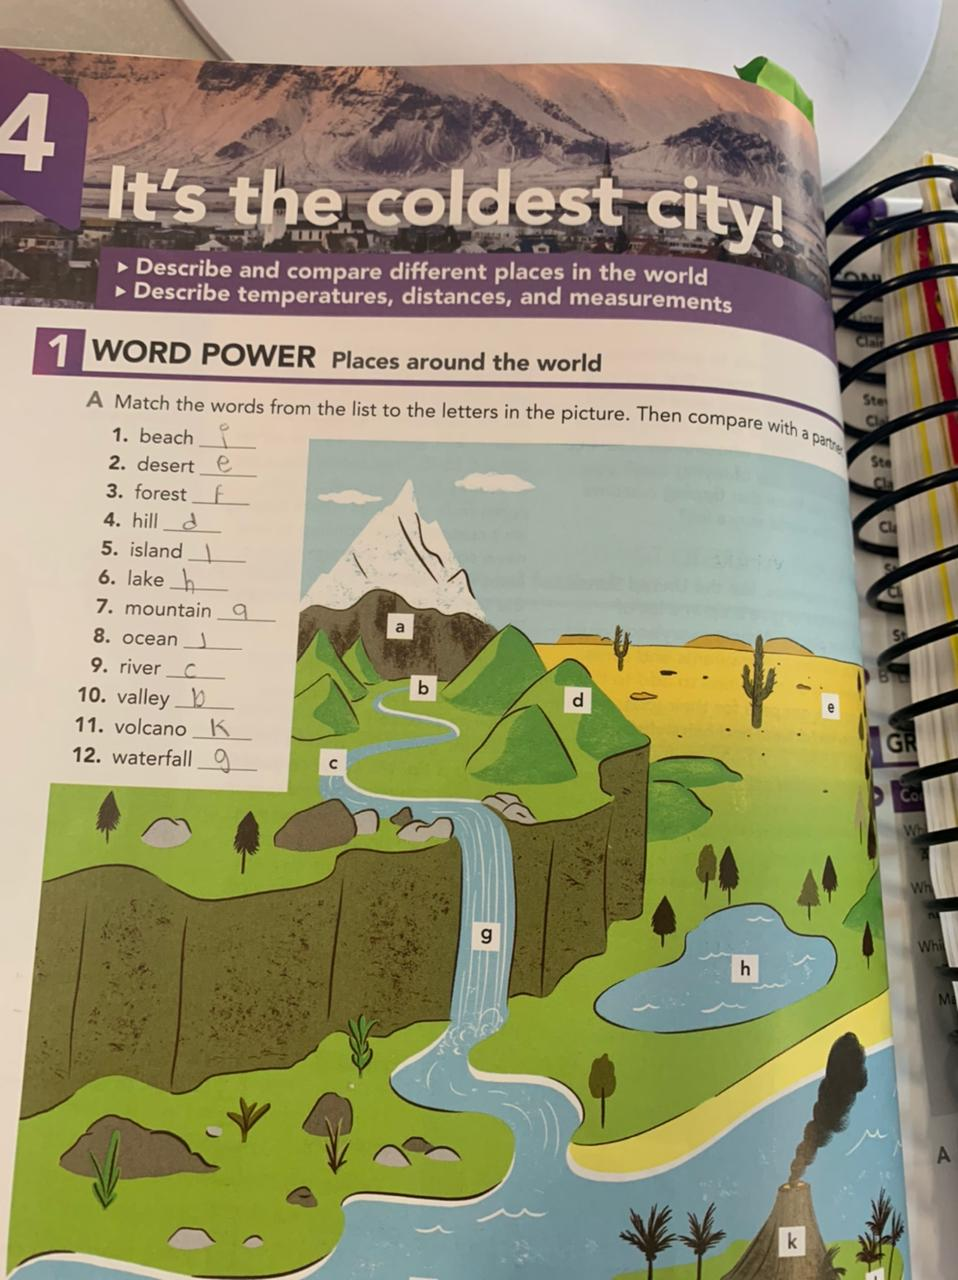 4
It's the coldest city!
▸ Describe and compare different places in the world
▸ Describe temperatures, distances, and measurements
1 WORD POWER Places around the world
A Match the words from the list to the letters in the picture. Then compare with a partner
1. beach i
2. desert e
3. forest f
4. hill d
5. island l
6. lake h
7. mountain a
8. ocean j
9. river c
10. valley b
11. volcano K
12. waterfall g
a
b
d
e
c
g
h
k
GR
A